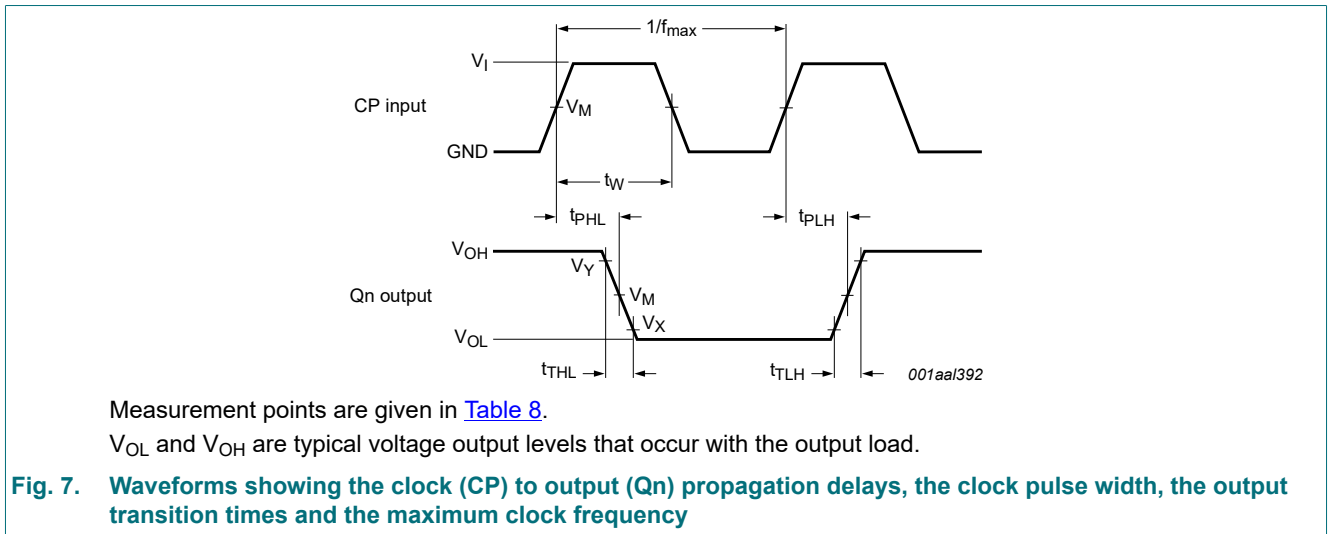 1/fmax
VI
CP input
VM
GND
tW
tPHL
tPLH
VOH
VY
Qn output
VM
VX
VOL
tTHL
tTLH
001aal392
Measurement points are given in Table 8.
VOL and VOH are typical voltage output levels that occur with the output load.
Fig. 7. Waveforms showing the clock (CP) to output (Qn) propagation delays, the clock pulse width, the output
transition times and the maximum clock frequency